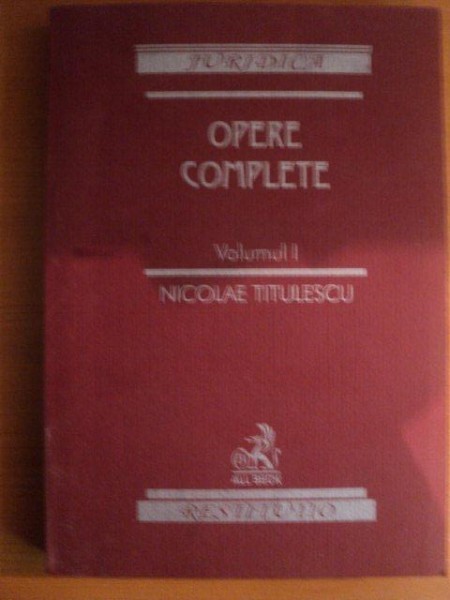 JURIDICA
OPERE
COMPLETE
Volumul I
NICOLAE TITULESCU
ALL BECK
RESTITUTIO